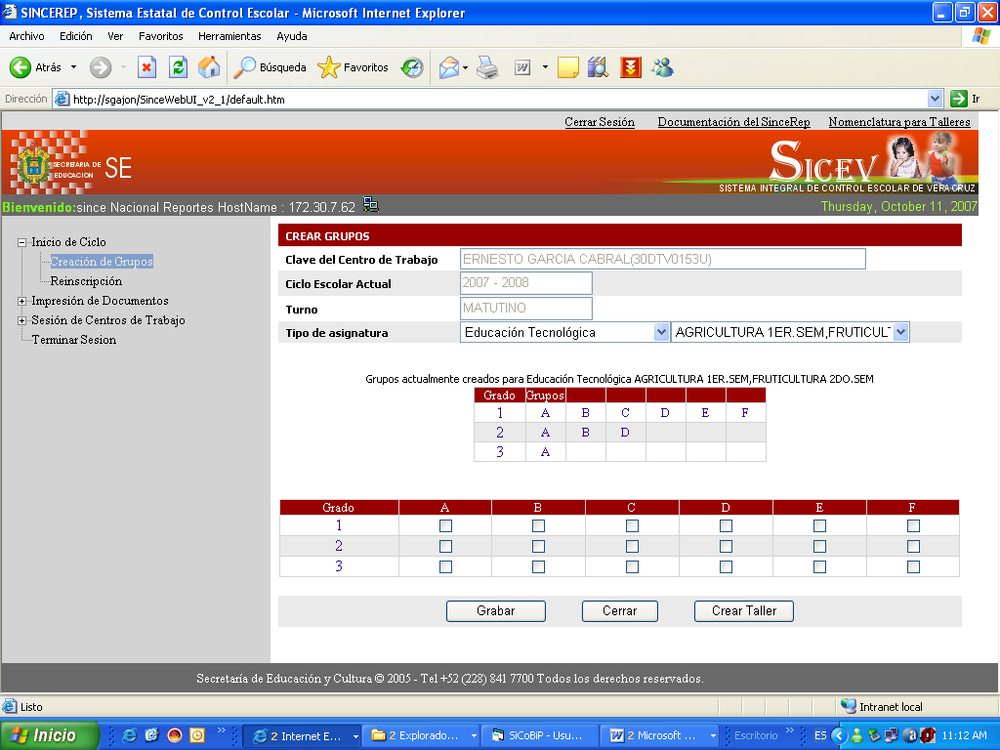 SINCEREP, Sistema Estatal de Control Escolar - Microsoft Internet Explorer
Archivo Edición Ver Favoritos Herramientas Ayuda
Atrás Búsqueda Favoritos
Dirección http://sgajon/SinceWebUI_v2_1/default.htm Ir
Cerrar Sesión Documentación del SinceRep Nomenclatura para Talleres
SECRETARIA DE
EDUCACIÓN
SE
SICEV
SISTEMA INTEGRAL DE CONTROL ESCOLAR DE VERACRUZ
Bienvenido:since Nacional Reportes HostName : 172.30.7.62 Thursday, October 11, 2007
Inicio de Ciclo
Creación de Grupos
Reinscripción
Impresión de Documentos
Sesión de Centros de Trabajo
Terminar Sesion
CREAR GRUPOS
Clave del Centro de Trabajo ERNESTO GARCIA CABRAL(30DTV0153U)
Ciclo Escolar Actual 2007 - 2008
Turno MATUTINO
Tipo de asignatura Educación Tecnológica AGRICULTURA 1ER.SEM,FRUTICULT
Grupos actualmente creados para Educación Tecnológica AGRICULTURA 1ER.SEM,FRUTICULTURA 2DO.SEM
Grado Grupos
1 A B C D E F
2 A B D
3 A
Grado A B C D E F
1
2
3
Grabar Cerrar Crear Taller
Secretaría de Educación y Cultura © 2005 - Tel +52 (228) 841 7700 Todos los derechos reservados.
Listo Intranet local
Inicio 2 Internet E... 2 Explorado... SiCoBiP - Usu... 2 Microsoft ... Escritorio ES 11:12 AM